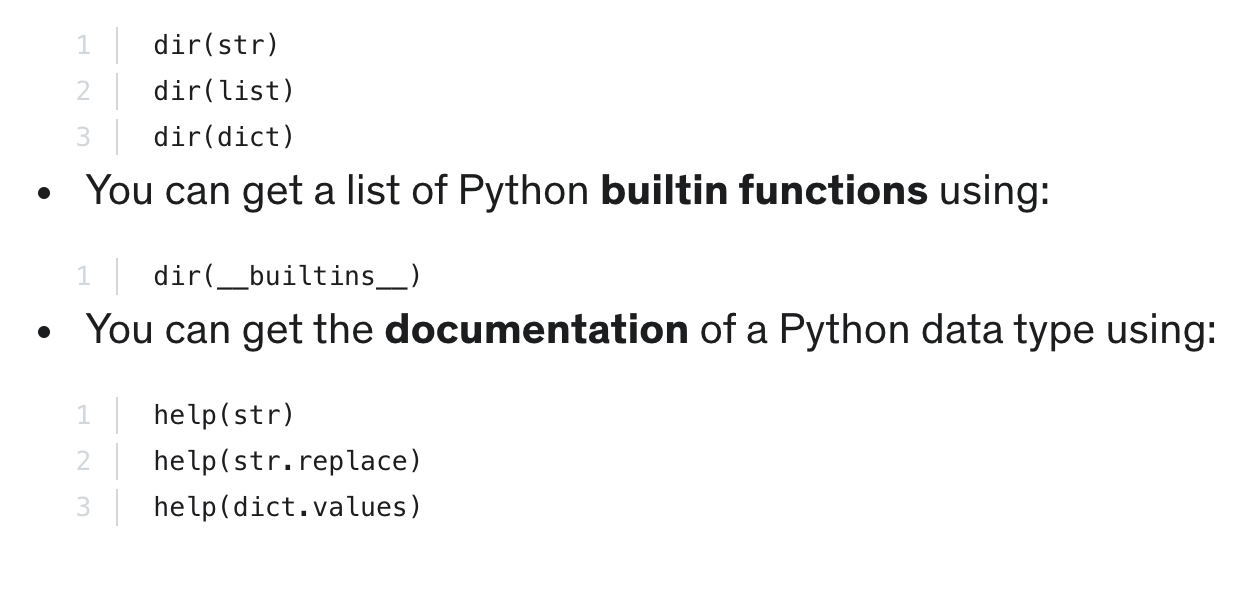 1 dir(str)
2 dir(list)
3 dir(dict)
• You can get a list of Python builtin functions using:
1 dir(__builtins__)
• You can get the documentation of a Python data type using:
1 help(str)
2 help(str.replace)
3 help(dict.values)